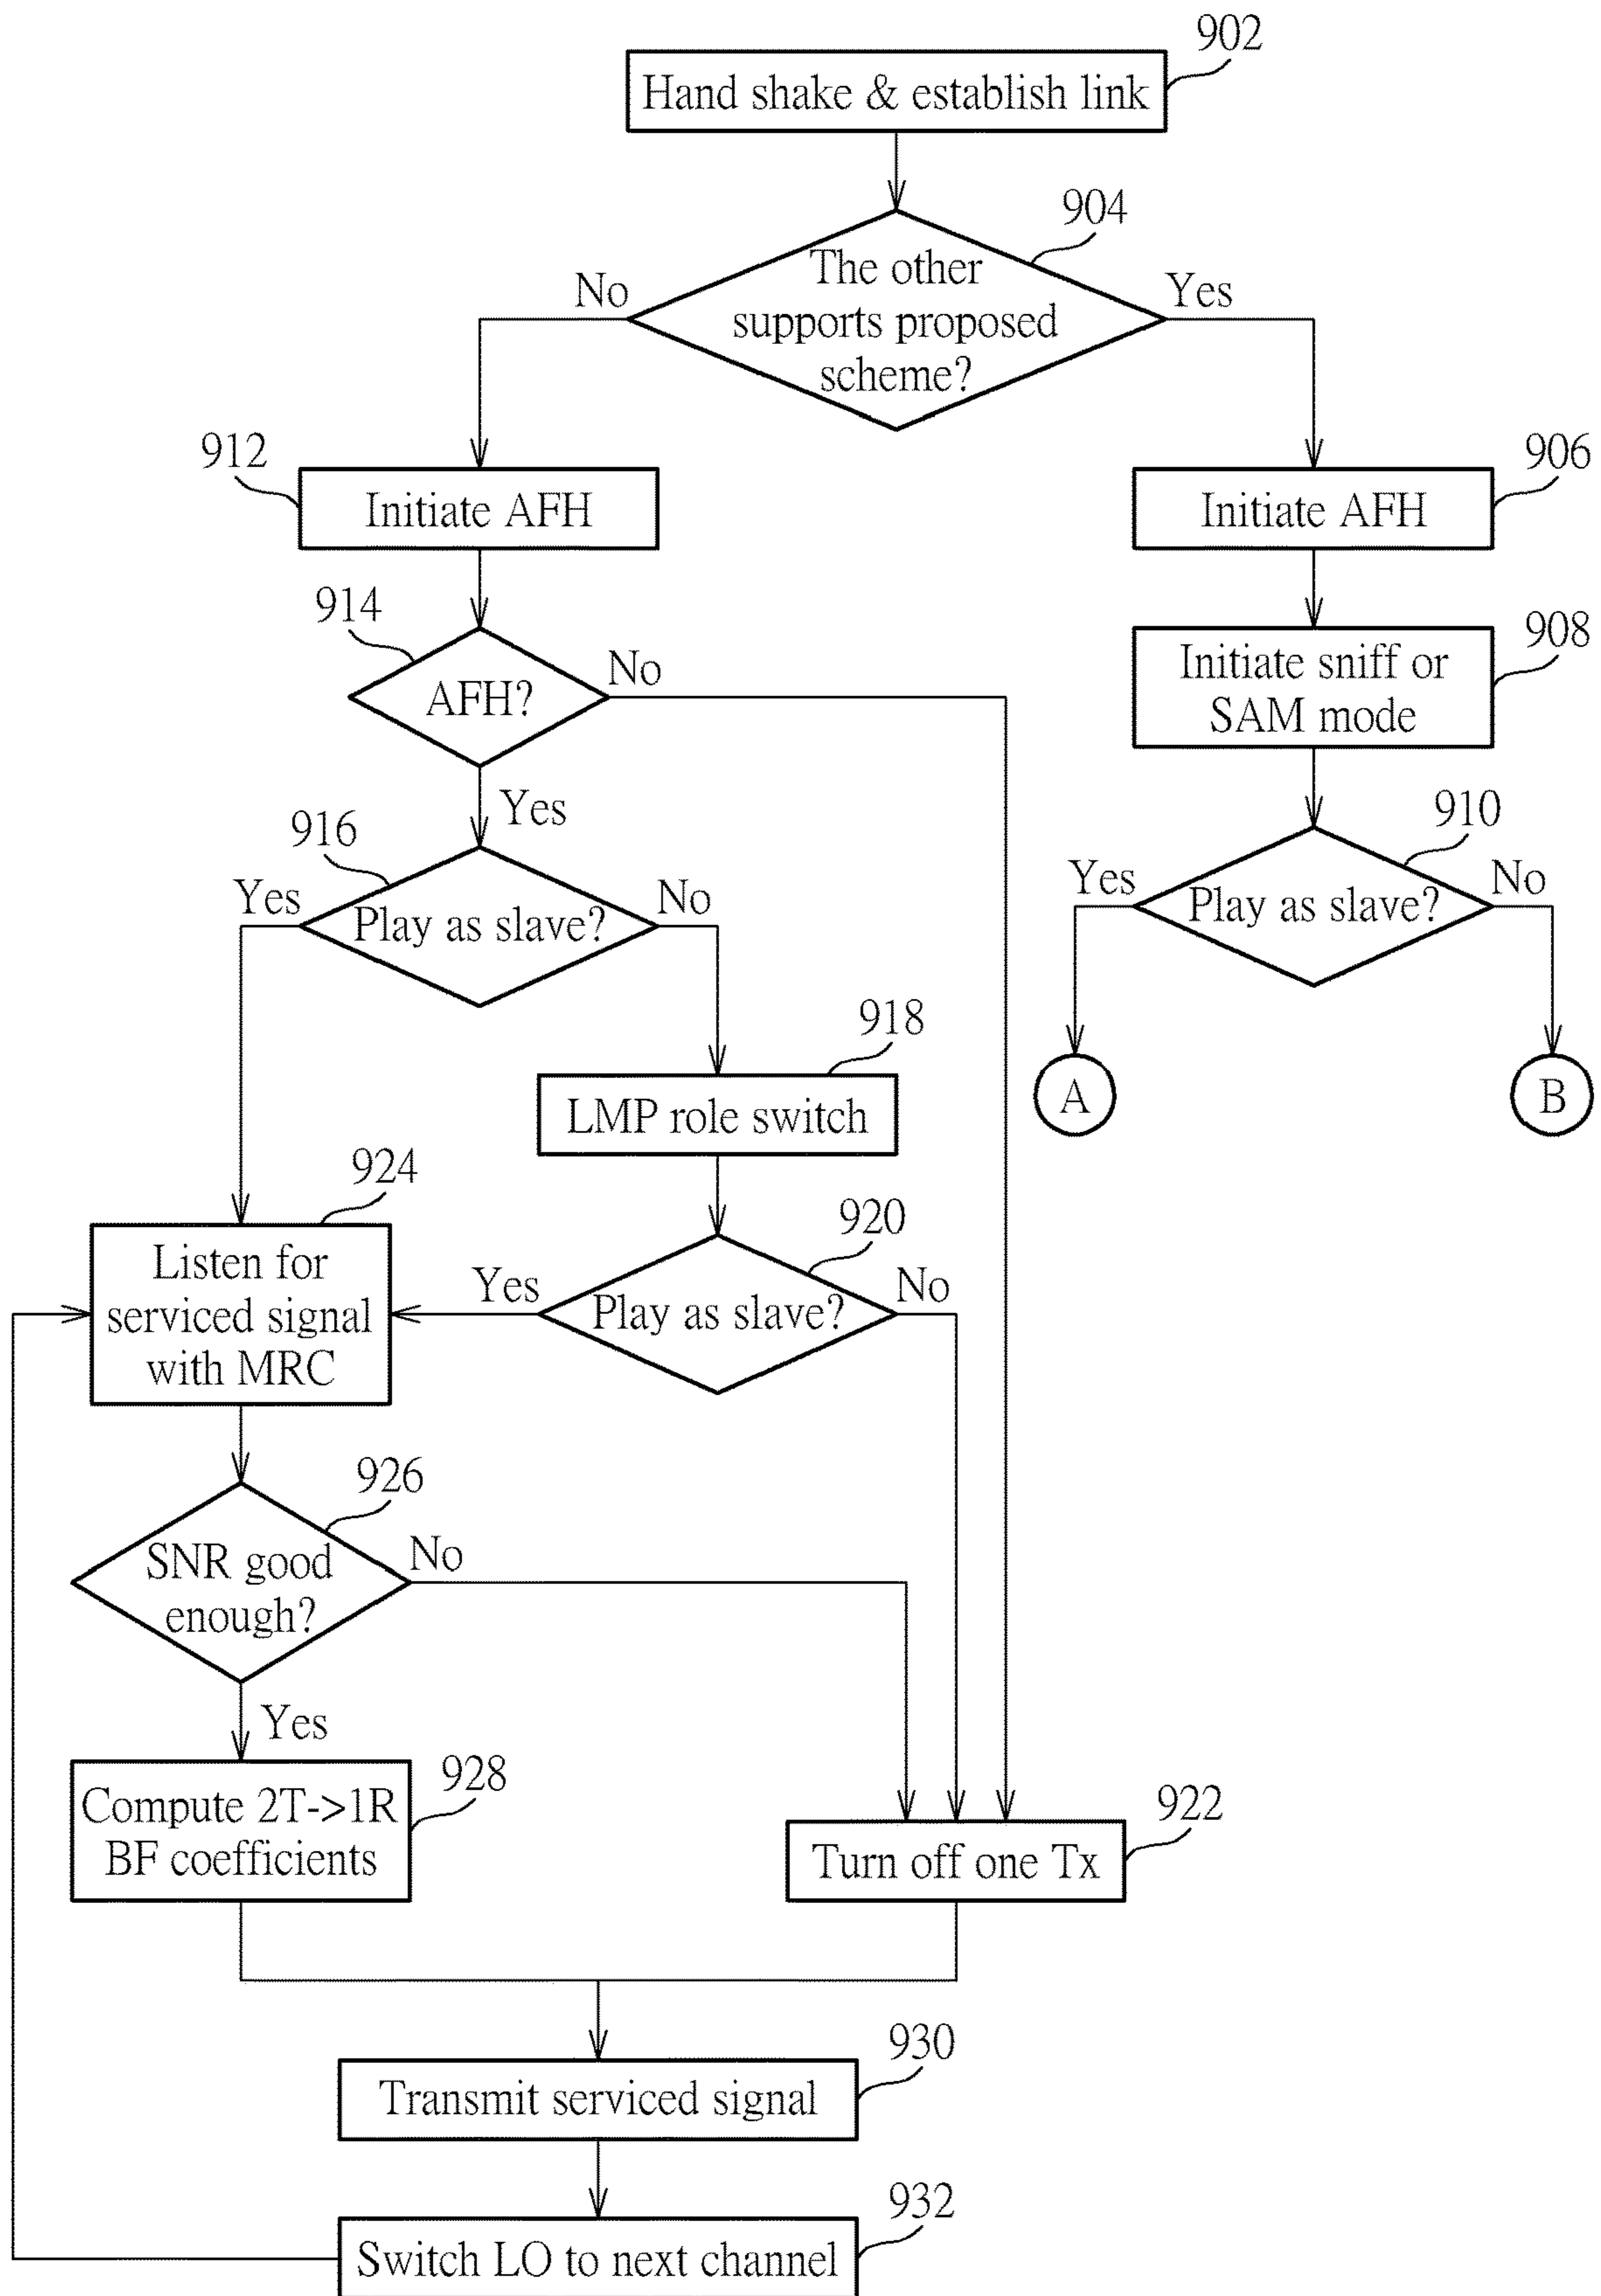 902
Hand shake & establish link
904
The other
supports proposed
scheme?
No
Yes
912
Initiate AFH
906
Initiate AFH
914
AFH?
No
Yes
908
Initiate sniff or
SAM mode
916
Play as slave?
Yes
No
910
Play as slave?
Yes
No
A
B
918
LMP role switch
924
Listen for
serviced signal
with MRC
920
Play as slave?
Yes
No
926
SNR good
enough?
No
Yes
928
Compute 2T->1R
BF coefficients
922
Turn off one Tx
930
Transmit serviced signal
932
Switch LO to next channel